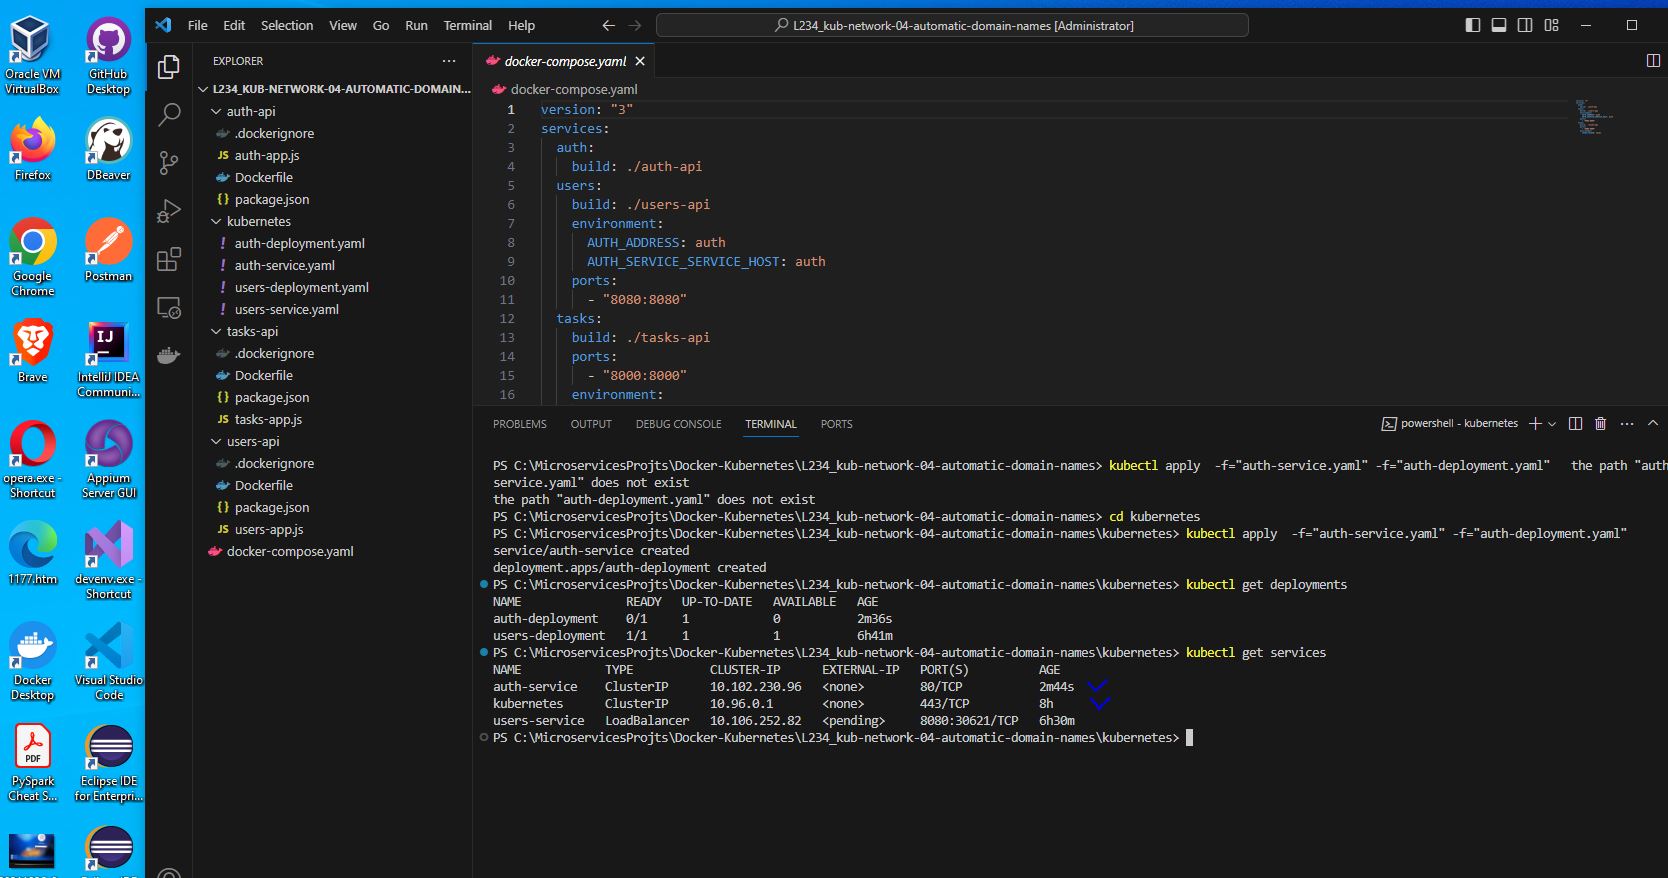 File Edit Selection View Go Run Terminal Help
L234_kub-network-04-automatic-domain-names [Administrator]
Oracle VM
VirtualBox
GitHub
Desktop
Firefox
DBeaver
Google
Chrome
Postman
Brave
IntelliJ IDEA
Communi...
opera.exe -
Shortcut
Appium
Server GUI
1177.htm
devenv.exe -
Shortcut
Docker
Desktop
Visual Studio
Code
PDF
PySpark
Cheat S...
Eclipse IDE
for Enterpri...
EXPLORER
L234_KUB-NETWORK-04-AUTOMATIC-DOMAIN...
auth-api
.dockerignore
JS auth-app.js
Dockerfile
{} package.json
kubernetes
! auth-deployment.yaml
! auth-service.yaml
! users-deployment.yaml
! users-service.yaml
tasks-api
.dockerignore
Dockerfile
{} package.json
JS tasks-app.js
users-api
.dockerignore
Dockerfile
{} package.json
JS users-app.js
docker-compose.yaml
docker-compose.yaml
docker-compose.yaml
1 version: "3"
2 services:
3 auth:
4 build: ./auth-api
5 users:
6 build: ./users-api
7 environment:
8 AUTH_ADDRESS: auth
9 AUTH_SERVICE_SERVICE_HOST: auth
10 ports:
11 - "8080:8080"
12 tasks:
13 build: ./tasks-api
14 ports:
15 - "8000:8000"
16 environment:
PROBLEMS OUTPUT DEBUG CONSOLE TERMINAL PORTS
powershell - kubernetes
PS C:\MicroservicesProjts\Docker-Kubernetes\L234_kub-network-04-automatic-domain-names> kubectl apply -f="auth-service.yaml" -f="auth-deployment.yaml" the path "auth-
service.yaml" does not exist
the path "auth-deployment.yaml" does not exist
PS C:\MicroservicesProjts\Docker-Kubernetes\L234_kub-network-04-automatic-domain-names> cd kubernetes
PS C:\MicroservicesProjts\Docker-Kubernetes\L234_kub-network-04-automatic-domain-names\kubernetes> kubectl apply -f="auth-service.yaml" -f="auth-deployment.yaml"
service/auth-service created
deployment.apps/auth-deployment created
PS C:\MicroservicesProjts\Docker-Kubernetes\L234_kub-network-04-automatic-domain-names\kubernetes> kubectl get deployments
NAME READY UP-TO-DATE AVAILABLE AGE
auth-deployment 0/1 1 0 2m36s
users-deployment 1/1 1 1 6h41m
PS C:\MicroservicesProjts\Docker-Kubernetes\L234_kub-network-04-automatic-domain-names\kubernetes> kubectl get services
NAME TYPE CLUSTER-IP EXTERNAL-IP PORT(S) AGE
auth-service ClusterIP 10.102.230.96 <none> 80/TCP 2m44s
kubernetes ClusterIP 10.96.0.1 <none> 443/TCP 8h
users-service LoadBalancer 10.106.252.82 <pending> 8080:30621/TCP 6h30m
PS C:\MicroservicesProjts\Docker-Kubernetes\L234_kub-network-04-automatic-domain-names\kubernetes>